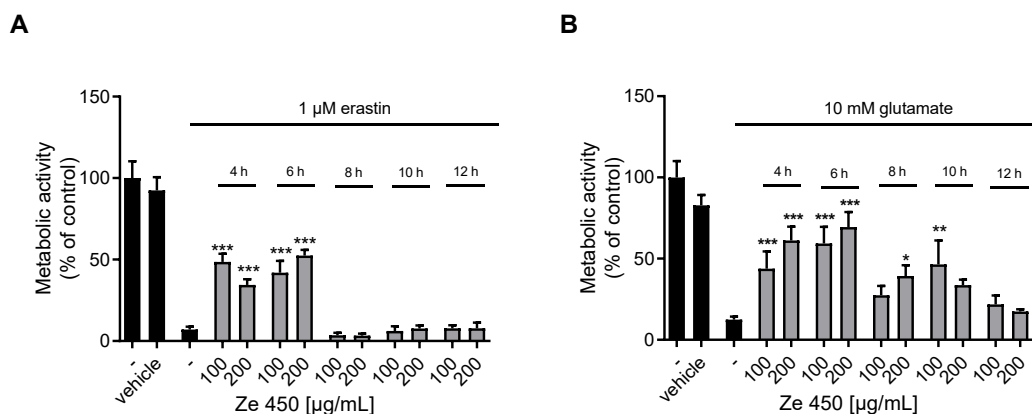 A
150
100
50
0
Metabolic activity
(% of control)
1 µM erastin
4 h
6 h
8 h
10 h
12 h
***
***
***
***
-
vehicle
-
100
200
100
200
100
200
100
200
100
200
Ze 450 [µg/mL]
B
150
100
50
0
Metabolic activity
(% of control)
10 mM glutamate
4 h
6 h
8 h
10 h
12 h
***
***
***
***
*
**
-
vehicle
-
100
200
100
200
100
200
100
200
100
200
Ze 450 [µg/mL]